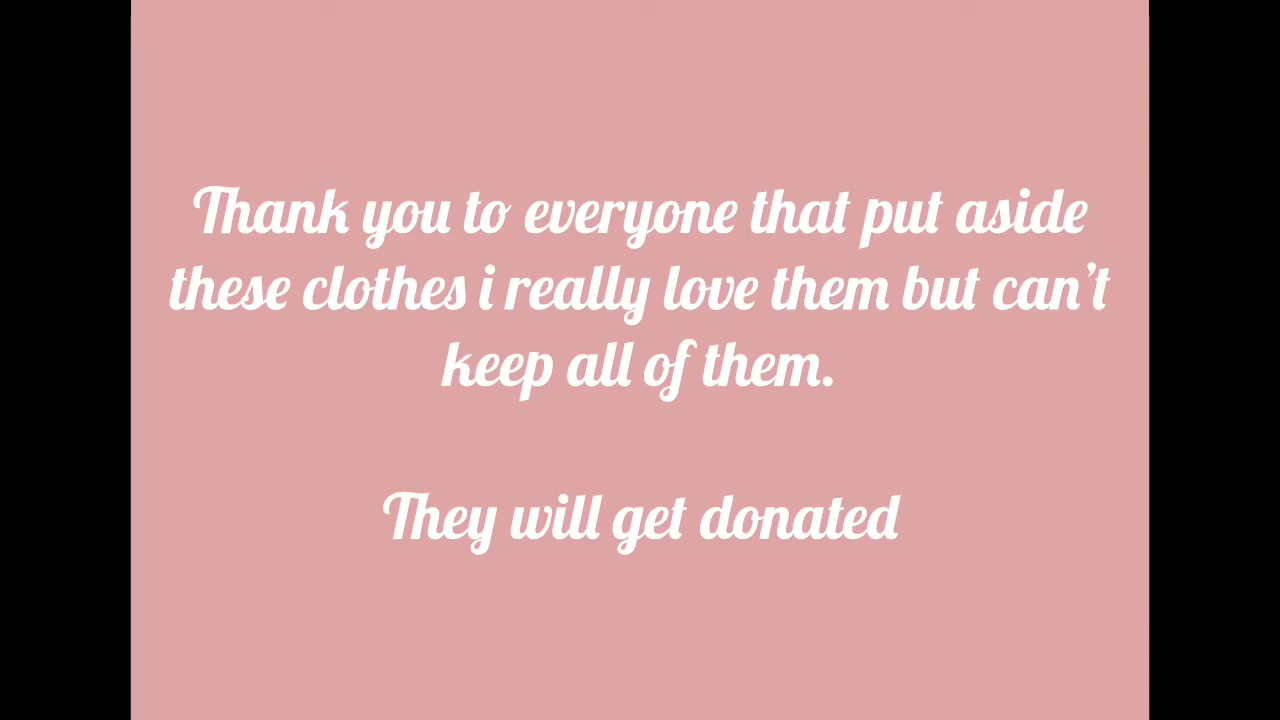 Thank you to everyone that put aside
these clothes i really love them but can’t
keep all of them.
They will get donated